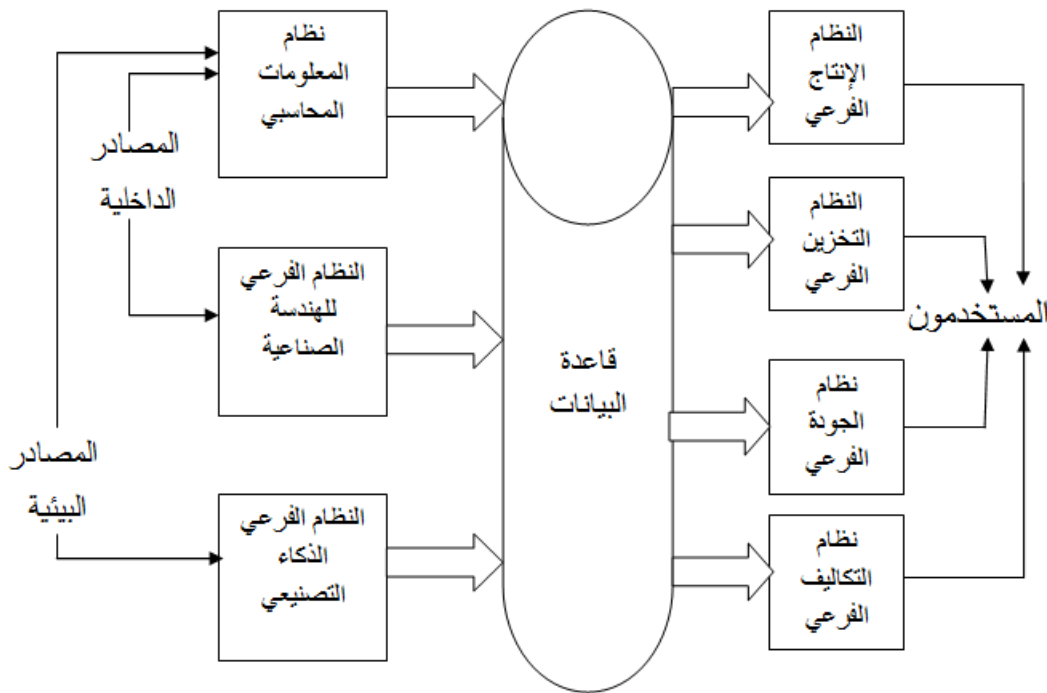 نظام
المعلومات
المحاسبي
المصادر
الداخلية
النظام الفرعي
للهندسة
الصناعية
المصادر
البيئية
النظام الفرعي
الذكاء
التصنيعي
قاعدة
البيانات
النظام
الإنتاج
الفرعي
النظام
التخزين
الفرعي
نظام
الجودة
الفرعي
نظام
التكاليف
الفرعي
المستخدمون